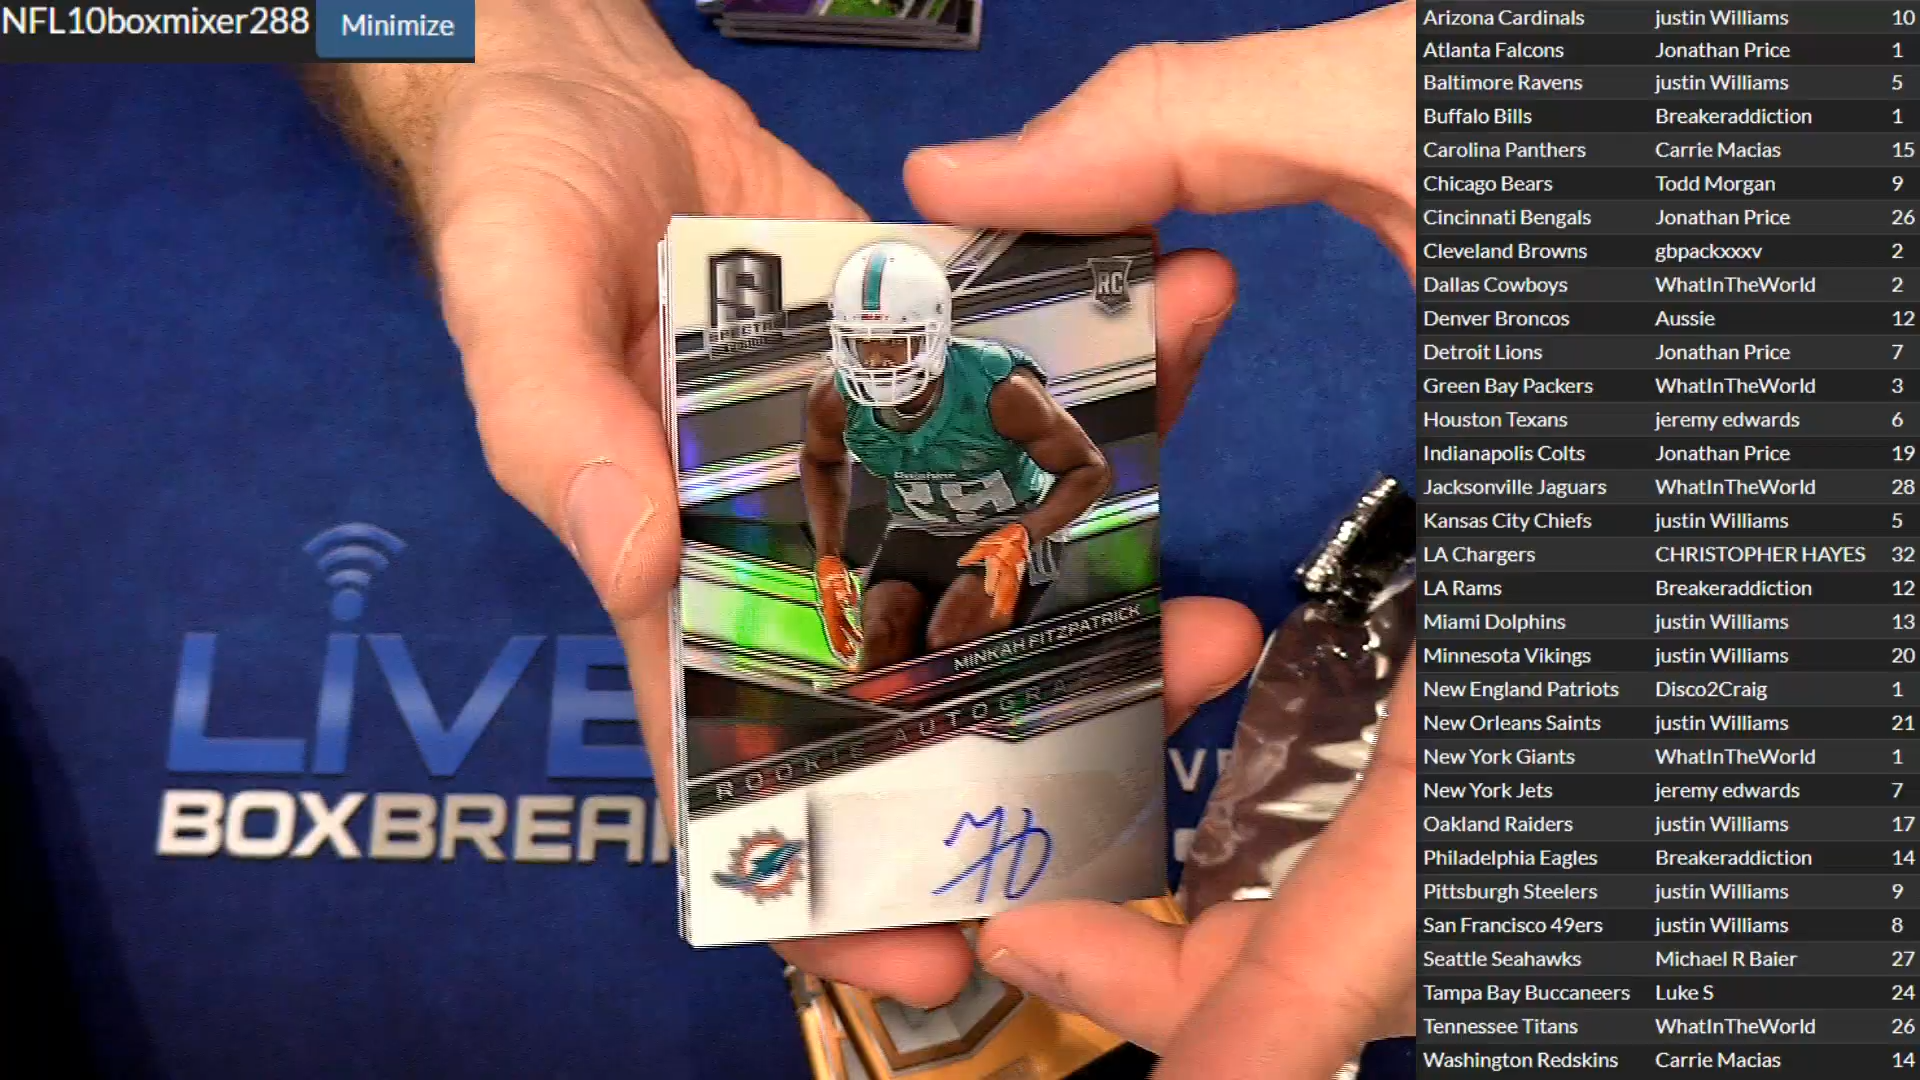 NFL10boxmixer288 Minimize
SPECTRA
RC
Dolphins
MINKAH FITZPATRICK
ROOKIE AUTOGRAPHS
LIVE
BOXBREA
Arizona Cardinals justin Williams 10
Atlanta Falcons Jonathan Price 1
Baltimore Ravens justin Williams 5
Buffalo Bills Breakeraddiction 1
Carolina Panthers Carrie Macias 15
Chicago Bears Todd Morgan 9
Cincinnati Bengals Jonathan Price 26
Cleveland Browns gbpackxxxv 2
Dallas Cowboys WhatInTheWorld 2
Denver Broncos Aussie 12
Detroit Lions Jonathan Price 7
Green Bay Packers WhatInTheWorld 3
Houston Texans jeremy edwards 6
Indianapolis Colts Jonathan Price 19
Jacksonville Jaguars WhatInTheWorld 28
Kansas City Chiefs justin Williams 5
LA Chargers CHRISTOPHER HAYES 32
LA Rams Breakeraddiction 12
Miami Dolphins justin Williams 13
Minnesota Vikings justin Williams 20
New England Patriots Disco2Craig 1
New Orleans Saints justin Williams 21
New York Giants WhatInTheWorld 1
New York Jets jeremy edwards 7
Oakland Raiders justin Williams 17
Philadelphia Eagles Breakeraddiction 14
Pittsburgh Steelers justin Williams 9
San Francisco 49ers justin Williams 8
Seattle Seahawks Michael R Baier 27
Tampa Bay Buccaneers Luke S 24
Tennessee Titans WhatInTheWorld 26
Washington Redskins Carrie Macias 14